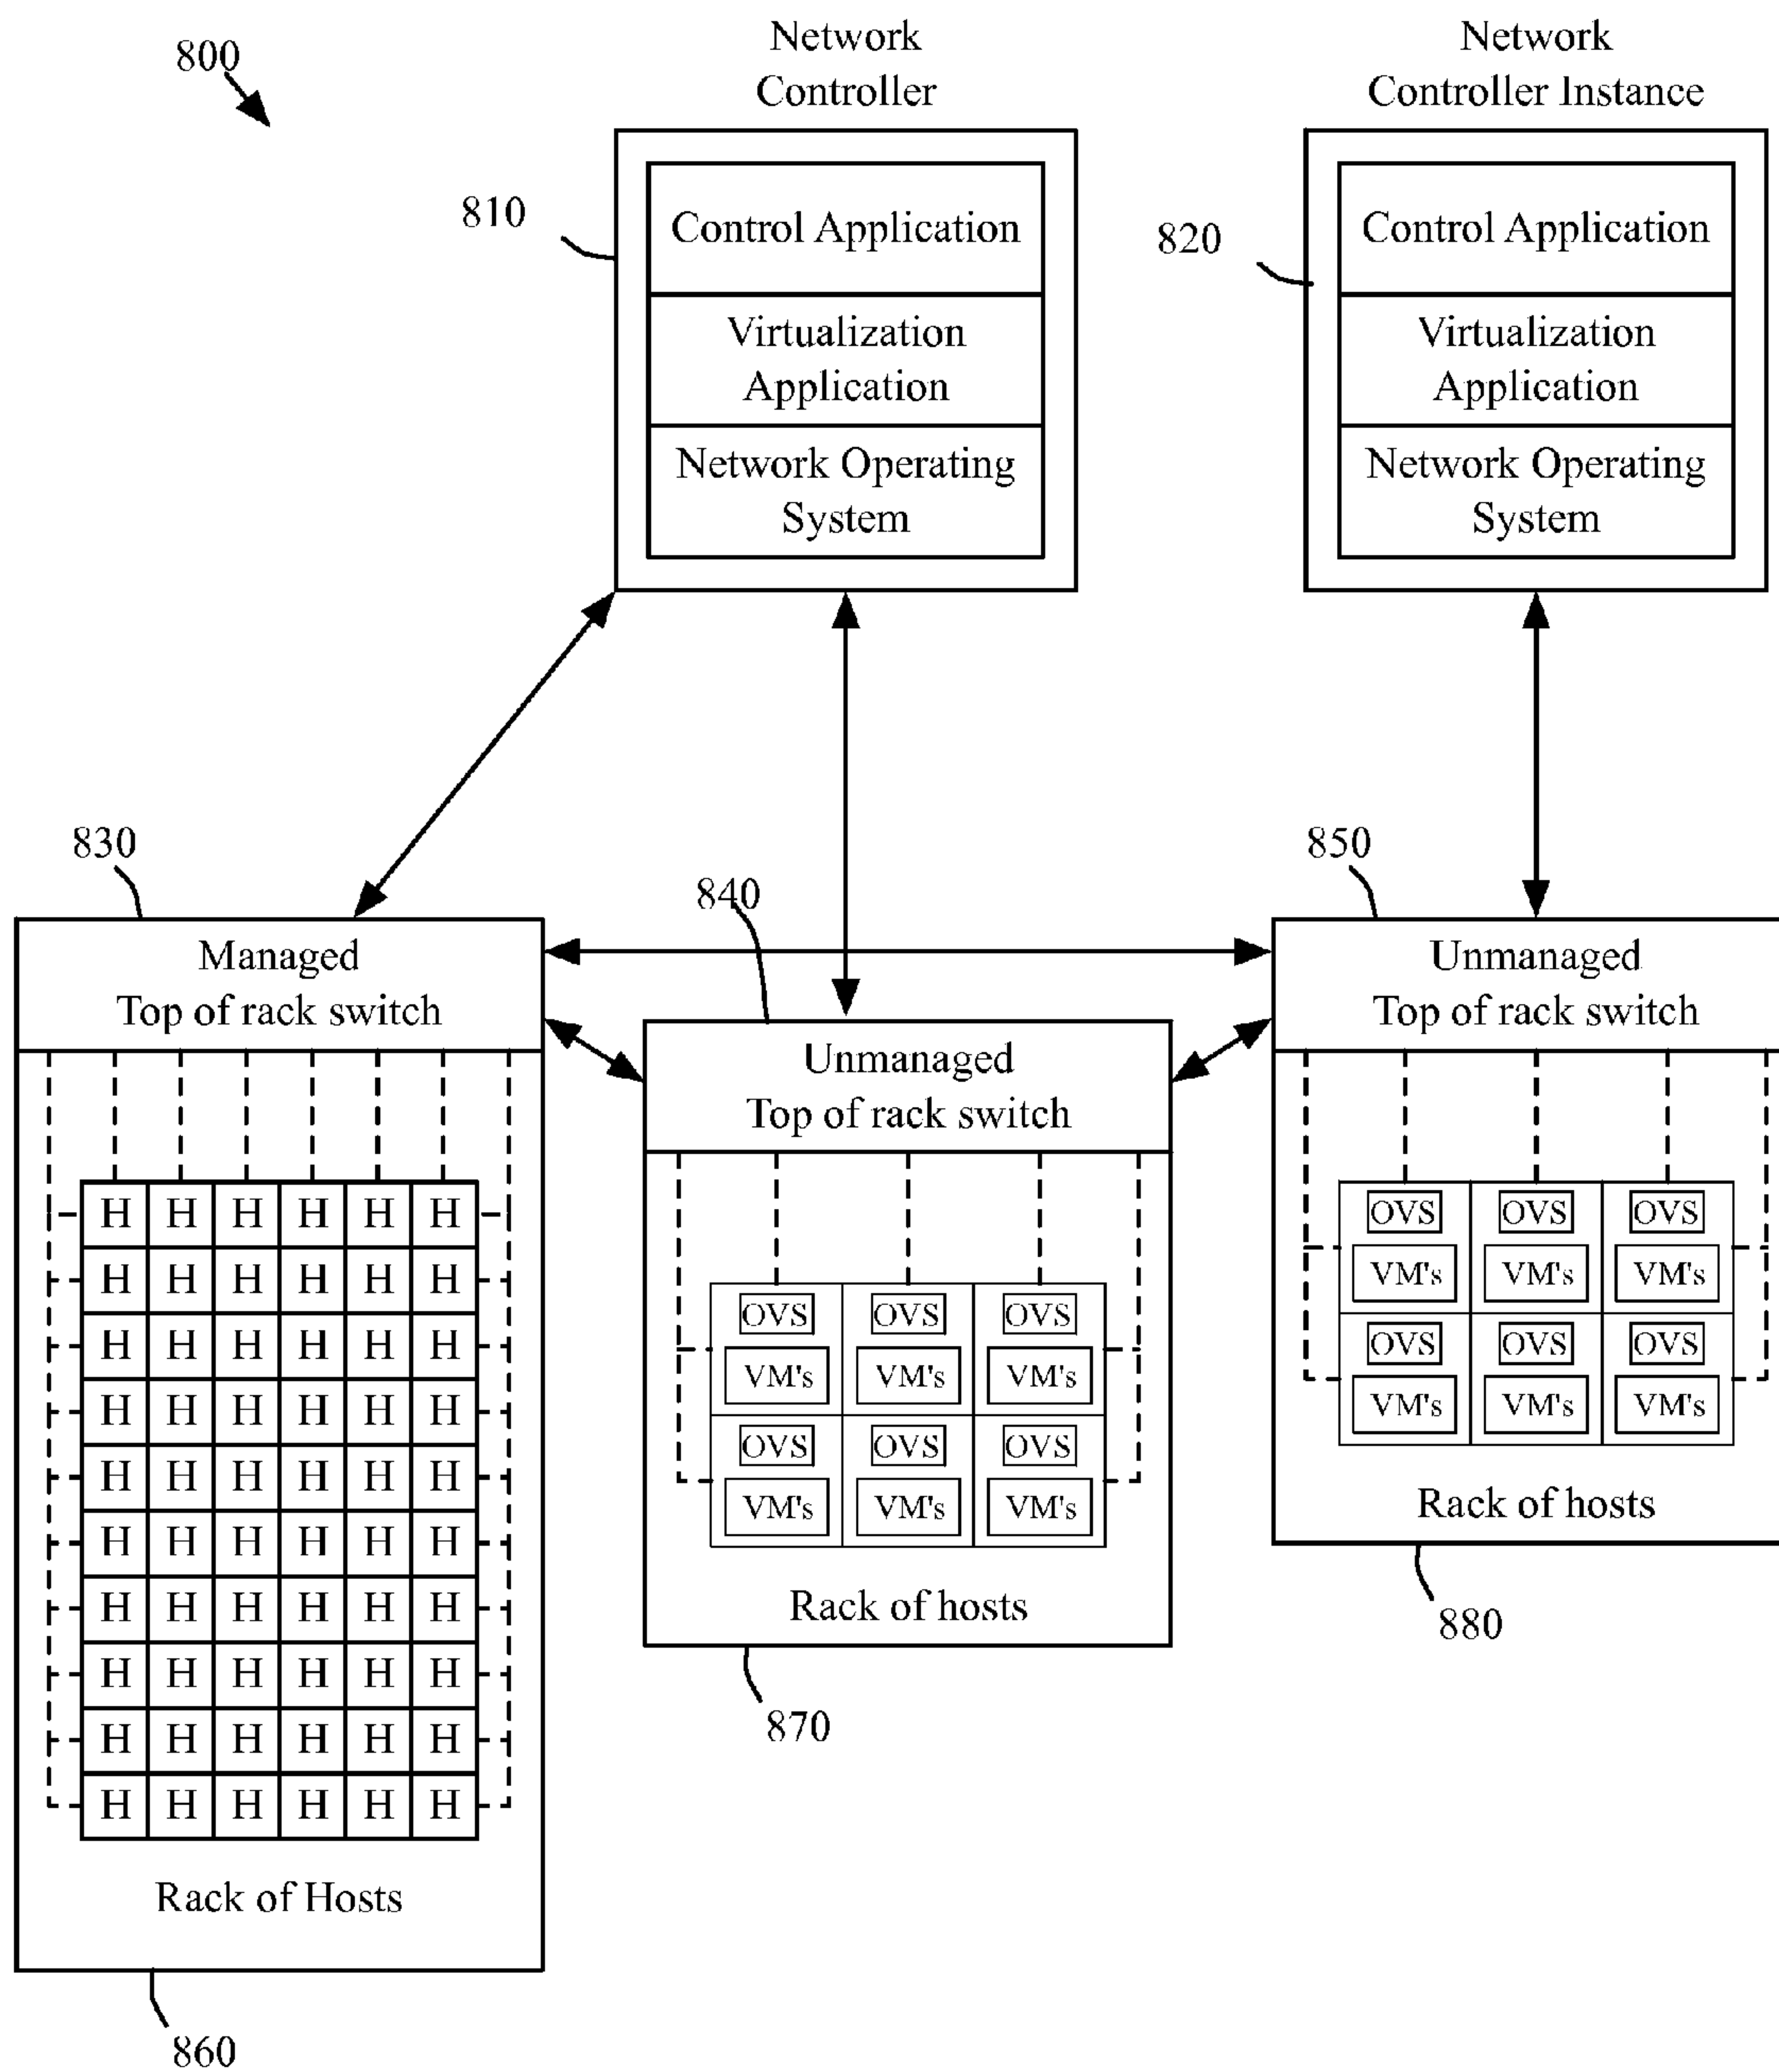 800
Network
Controller
Network
Controller Instance
810
Control Application
Virtualization
Application
Network Operating
System
820
Control Application
Virtualization
Application
Network Operating
System
830
Managed
Top of rack switch
840
Unmanaged
Top of rack switch
850
Unmanaged
Top of rack switch
H H H H H H
H H H H H H
H H H H H H
H H H H H H
H H H H H H
H H H H H H
H H H H H H
H H H H H H
H H H H H H
H H H H H H
Rack of Hosts
860
OVS OVS OVS
VM's VM's VM's
OVS OVS OVS
VM's VM's VM's
Rack of hosts
870
OVS OVS OVS
VM's VM's VM's
OVS OVS OVS
VM's VM's VM's
Rack of hosts
880